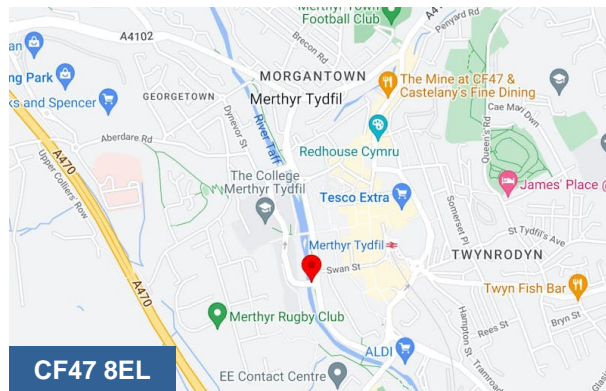 Merthyr Town
Football Club
A4102
A4102
Penyard Rd
Brecon Rd
MORGANTOWN
The Mine at CF47 &
Castelany's Fine Dining
Merthyr Tydfil
GEORGETOWN
ng Park
ks and Spencer
Cae Mari Dwn
Queen's Rd
Dynevor St
River Taff
Aberdare Rd
A470
Upper Colliers' Row
Redhouse Cymru
The College
Merthyr Tydfil
Tesco Extra
James' Place @
Somerset Pl
St Tydfil's Ave
Merthyr Tydfil
TWYNRODYN
Swan St
Twyn Fish Bar
A470
Merthyr Rugby Club
Hampton St
Rees St
Bryn St
ALDI
Tramroad
EE Contact Centre
CF47 8EL